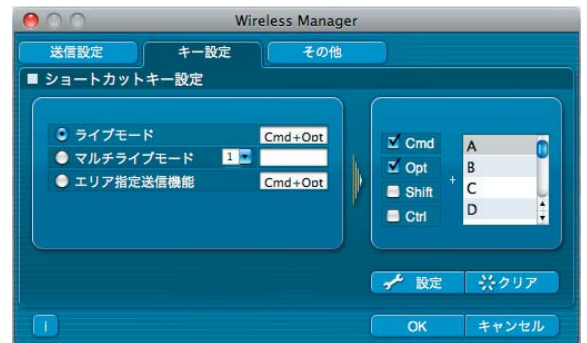 Wireless Manager
送信設定 キー設定 その他
ショートカットキー設定
ライブモード Cmd+Opt
マルチライブモード 1
エリア指定送信機能 Cmd+Opt
Cmd
Opt
Shift
Ctrl
+
A
B
C
D
設定 クリア
i OK キャンセル